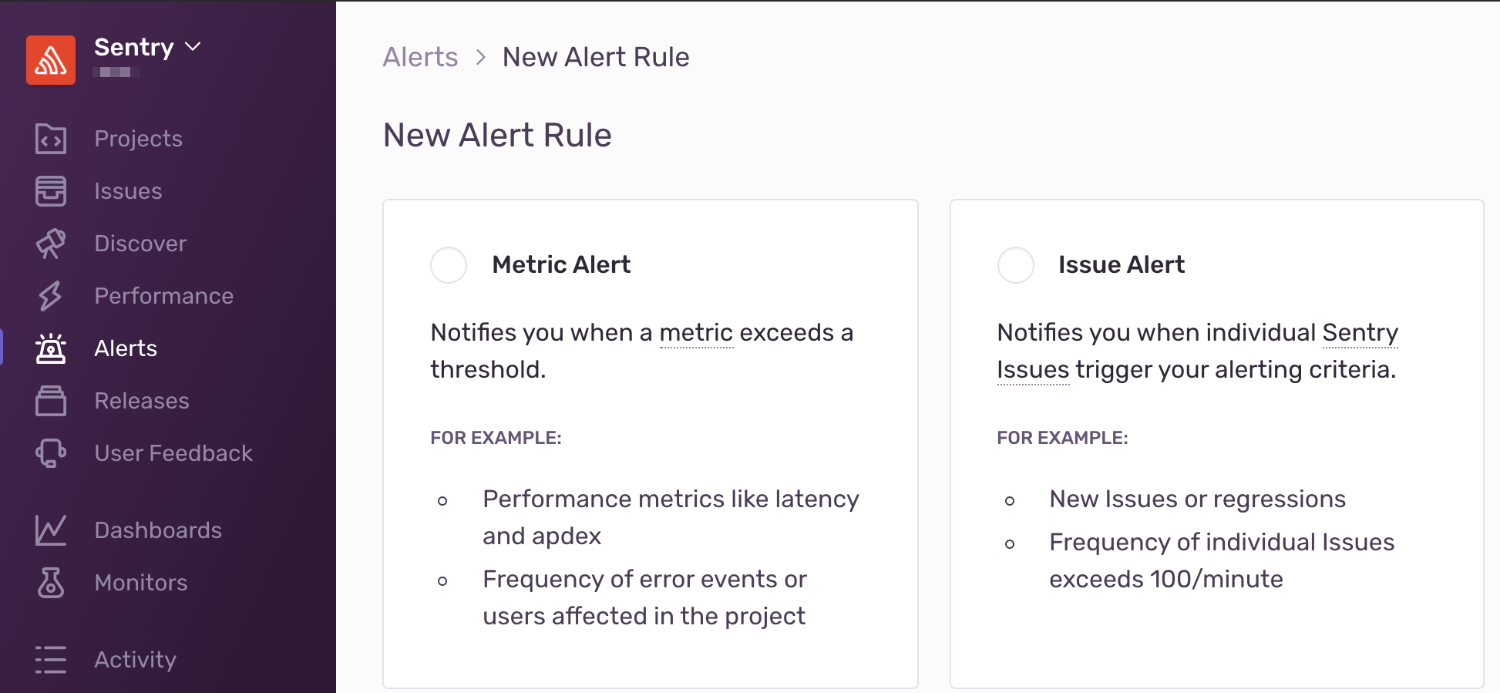 Sentry
Projects
Issues
Discover
Performance
Alerts
Releases
User Feedback
Dashboards
Monitors
Activity
Alerts > New Alert Rule
New Alert Rule
Metric Alert
Notifies you when a metric exceeds a
threshold.
FOR EXAMPLE:
Performance metrics like latency
and apdex
Frequency of error events or
users affected in the project
Issue Alert
Notifies you when individual Sentry
Issues trigger your alerting criteria.
FOR EXAMPLE:
New Issues or regressions
Frequency of individual Issues
exceeds 100/minute